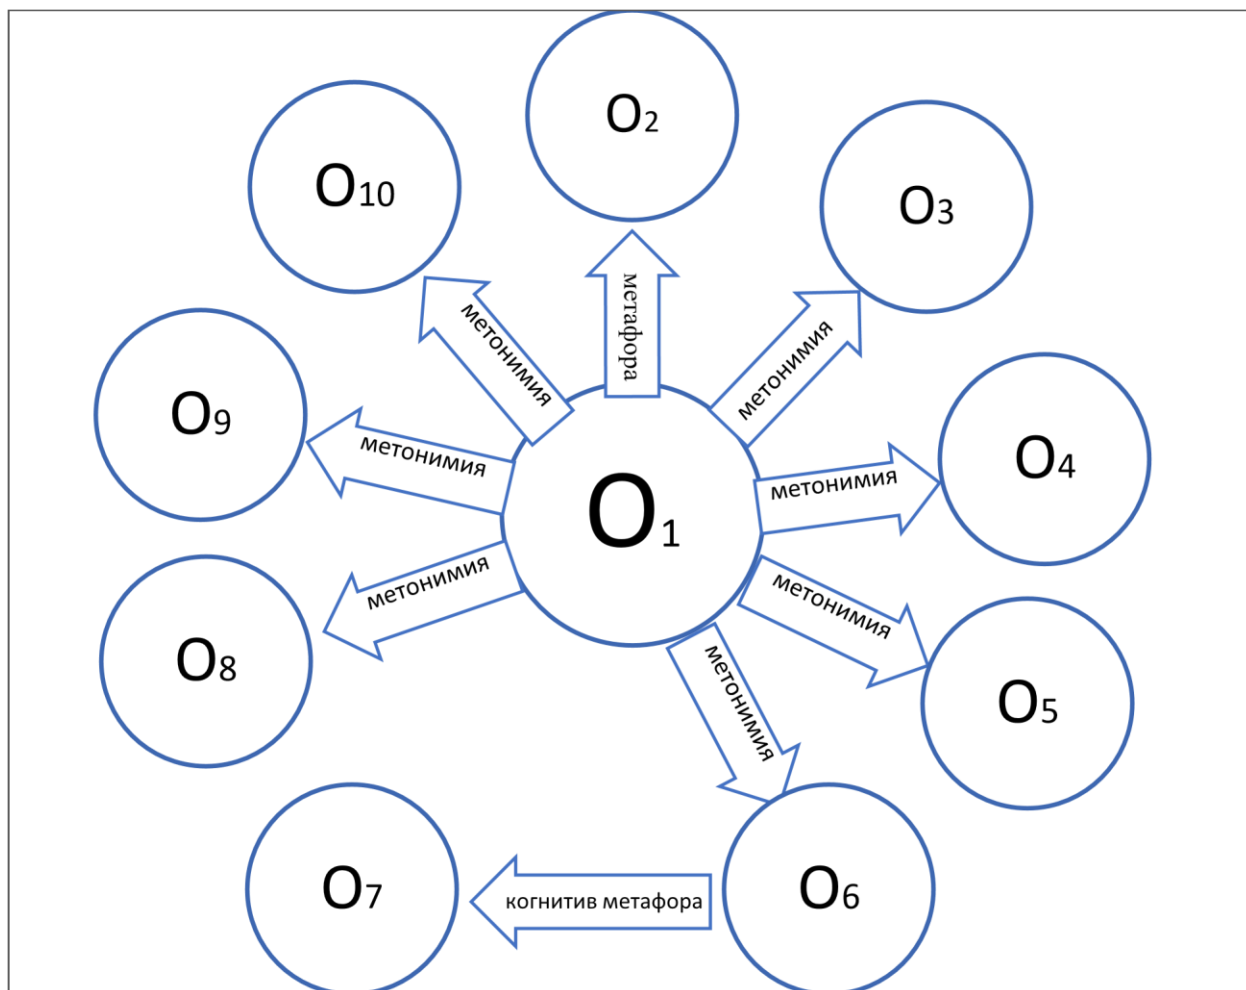 O2
O10
O3
метафора
метонимия
метонимия
O9
метонимия
O4
метонимия
O1
метонимия
метонимия
O8
метонимия
O5
O7
когнитив метафора
O6